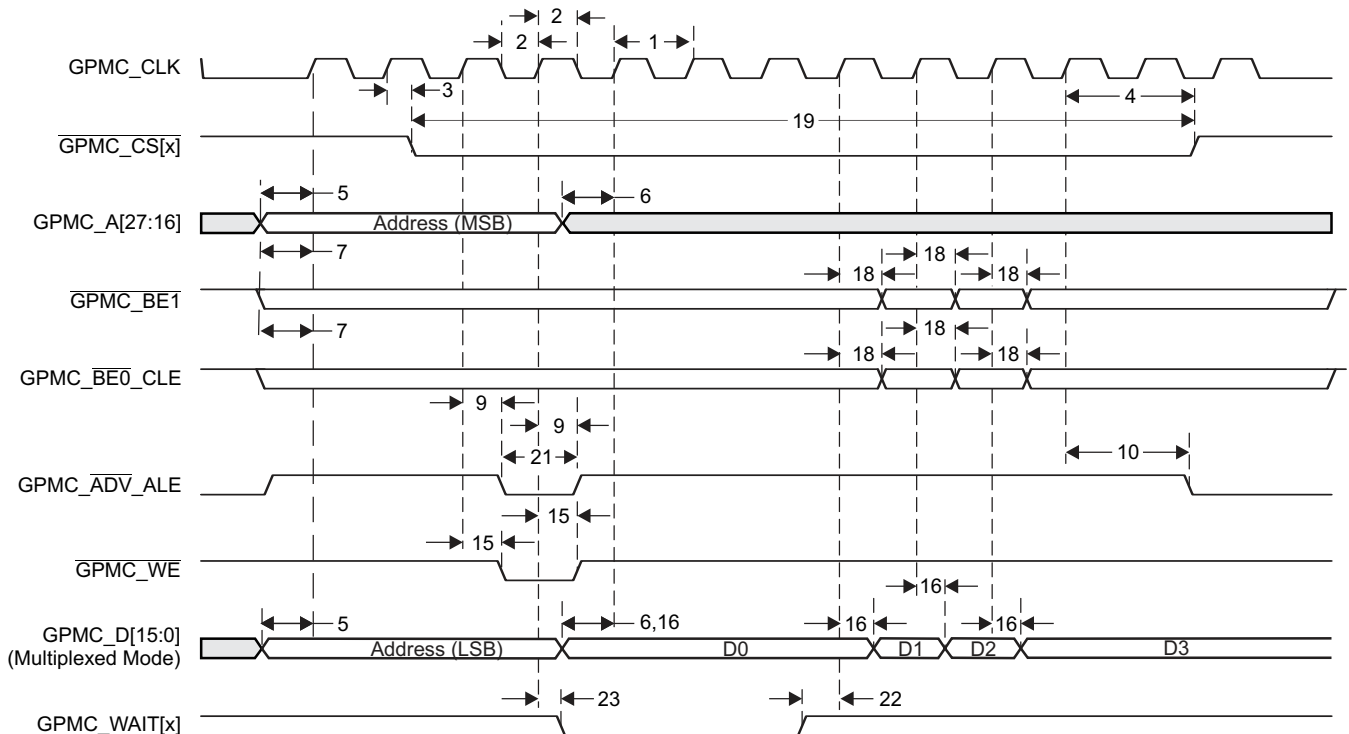 2
2
1
GPMC_CLK
3
4
19
GPMC_CS[x]
5
6
GPMC_A[27:16]
Address (MSB)
7
18
18
18
GPMC_BE1
7
18
18
18
GPMC_BE0_CLE
9
9
21
10
GPMC_ADV_ALE
15
15
GPMC_WE
16
5
6,16
16
16
GPMC_D[15:0]
(Multiplexed Mode)
Address (LSB)
D0
D1
D2
D3
23
22
GPMC_WAIT[x]